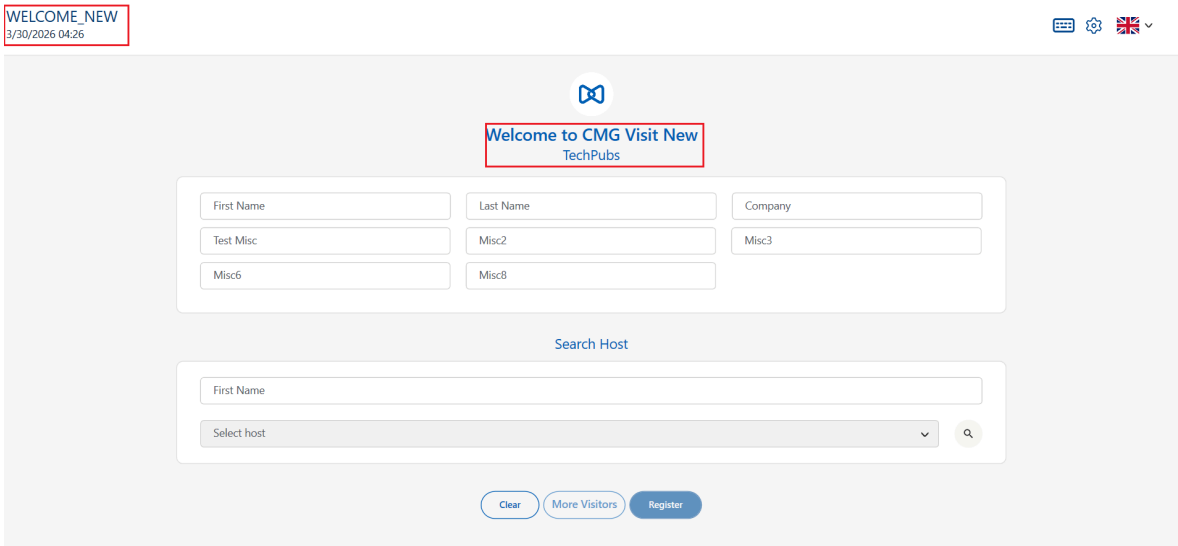 WELCOME_NEW
3/30/2026 04:26
Welcome to CMG Visit New
TechPubs
First Name Last Name Company
Test Misc Misc2 Misc3
Misc6 Misc8
Search Host
First Name
Select host
Clear More Visitors Register